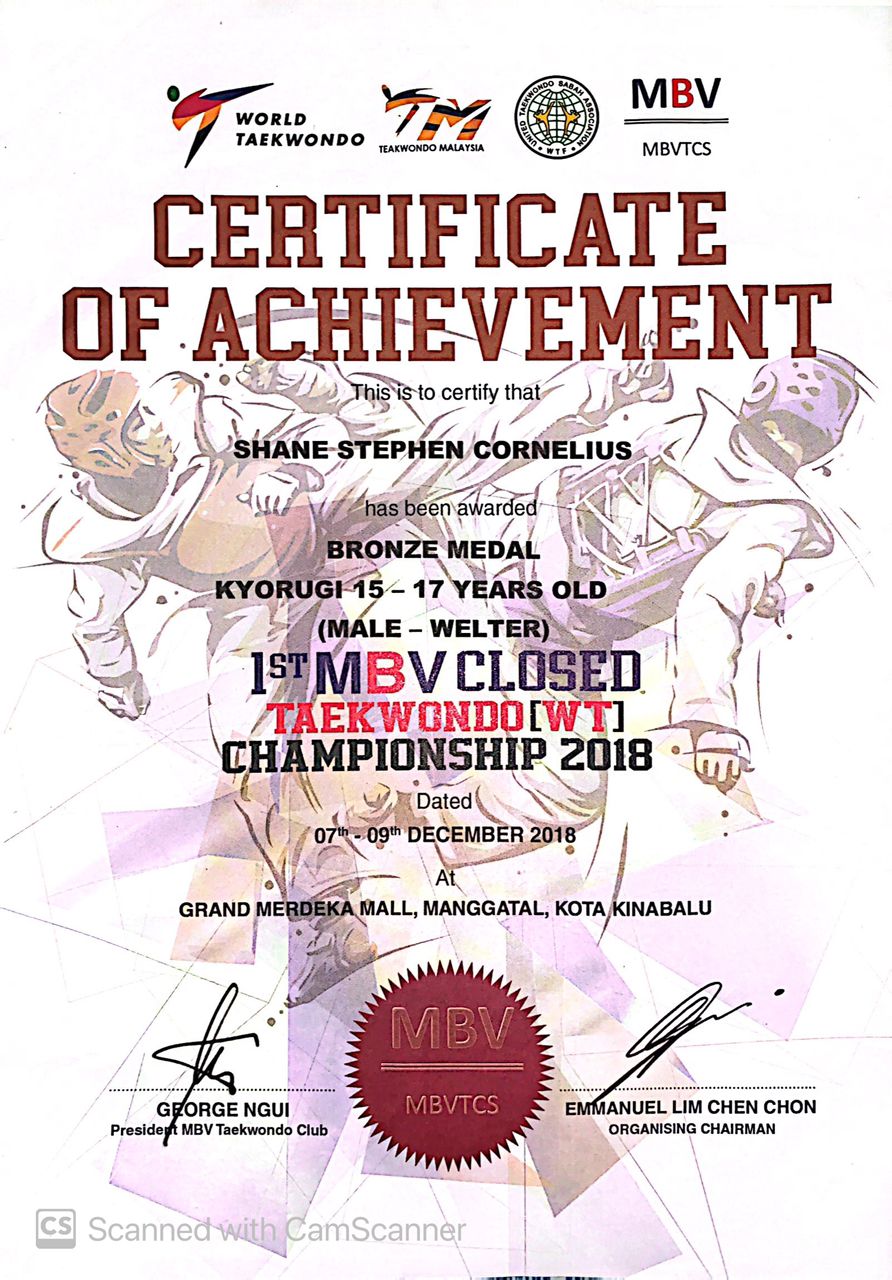 WORLD
TAEKWONDO
TM
TEAKWONDO MALAYSIA
UNITED TAEKWONDO SABAH ASSOCIATION
• WTF •
MBV
MBVTCS
CERTIFICATE
OF ACHIEVEMENT
This is to certify that
SHANE STEPHEN CORNELIUS
has been awarded
BRONZE MEDAL
KYORUGI 15 – 17 YEARS OLD
(MALE – WELTER)
1ST MBV CLOSED
TAEKWONDO [WT]
CHAMPIONSHIP 2018
Dated
07th - 09th DECEMBER 2018
At
GRAND MERDEKA MALL, MANGGATAL, KOTA KINABALU
MBV
MBVTCS
GEORGE NGUI
President MBV Taekwondo Club
EMMANUEL LIM CHEN CHON
ORGANISING CHAIRMAN
CS Scanned with CamScanner